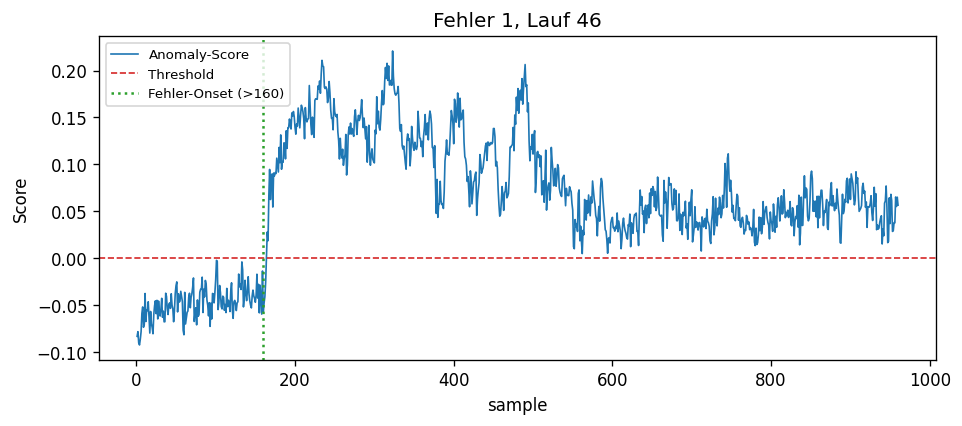 Fehler 1, Lauf 46
Anomaly-Score
Threshold
Fehler-Onset (>160)
Score
0.20
0.15
0.10
0.05
0.00
−0.05
−0.10
0 200 400 600 800 1000
sample